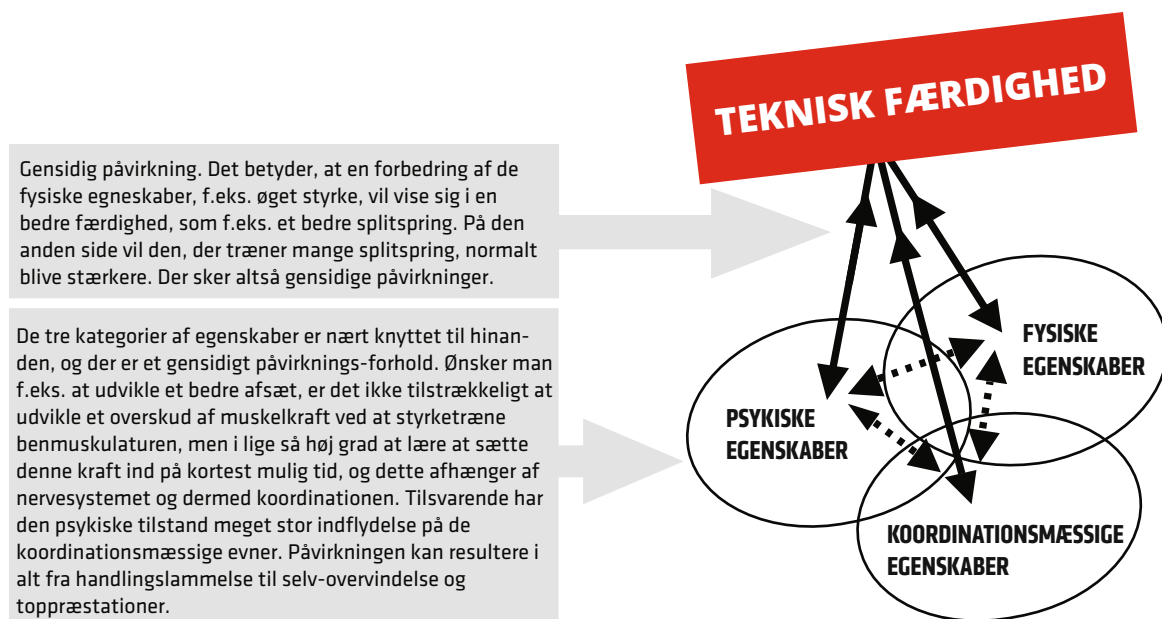 TEKNISK FÆRDIGHED
Gensidig påvirkning. Det betyder, at en forbedring af de
fysiske egneskaber, f.eks. øget styrke, vil vise sig i en
bedre færdighed, som f.eks. et bedre splitspring. På den
anden side vil den, der træner mange splitspring, normalt
blive stærkere. Der sker altså gensidige påvirkninger.
De tre kategorier af egenskaber er nært knyttet til hinan-
den, og der er et gensidigt påvirknings-forhold. Ønsker man
f.eks. at udvikle et bedre afsæt, er det ikke tilstrækkeligt at
udvikle et overskud af muskelkraft ved at styrketræne
benmuskulaturen, men i lige så høj grad at lære at sætte
denne kraft ind på kortest mulig tid, og dette afhænger af
nervesystemet og dermed koordinationen. Tilsvarende har
den psykiske tilstand meget stor indflydelse på de
koordinationsmæssige evner. Påvirkningen kan resultere i
alt fra handlingslammelse til selv-overvindelse og
toppræstationer.
FYSISKE
EGENSKABER
PSYKISKE
EGENSKABER
KOORDINATIONSMÆSSIGE
EGENSKABER